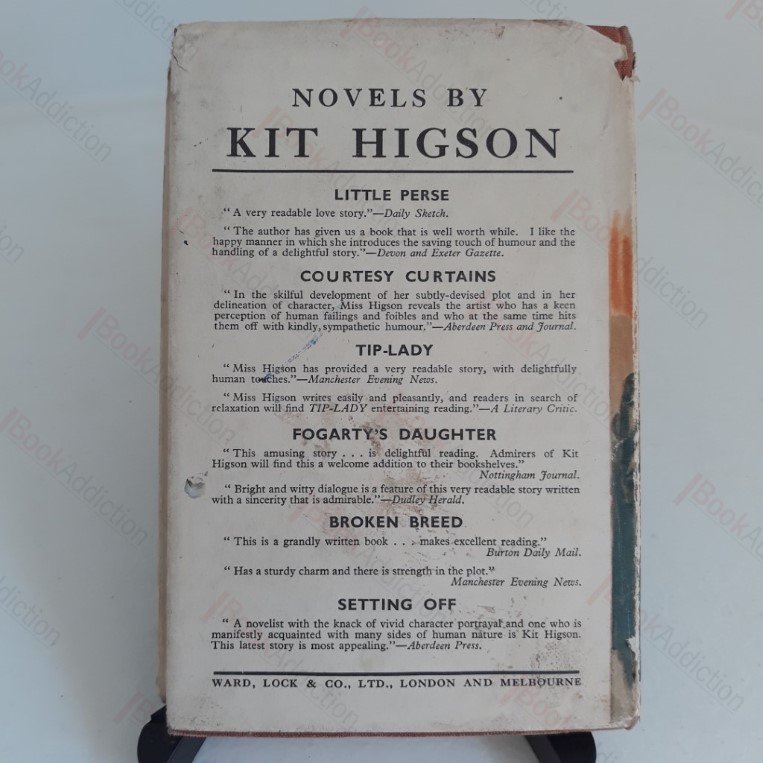 NOVELS BY
KIT HIGSON
LITTLE PERSE
“ A very readable love story.”—Daily Sketch.
“ The author has given us a book that is well worth while. I like the
happy manner in which she introduces the saving touch of humour and the
handling of a delightful story.”—Devon and Exeter Gazette.
COURTESY CURTAINS
“ In the skilful development of her subtly-devised plot and in her
delineation of character, Miss Higson reveals the artist who has a keen
perception of human failings and foibles and who at the same time hits
them off with kindly, sympathetic humour.”—Aberdeen Press and Journal.
TIP-LADY
“ Miss Higson has provided a very readable story, with delightfully
human touches.”—Manchester Evening News.
“ Miss Higson writes easily and pleasantly, and readers in search of
relaxation will find TIP-LADY entertaining reading.”—A Literary Critic.
FOGARTY’S DAUGHTER
“ This amusing story . . . is delightful reading. Admirers of Kit
Higson will find this a welcome addition to their bookshelves.”
Nottingham Journal.
“ Bright and witty dialogue is a feature of this very readable story written
with a sincerity that is admirable.”—Dudley Herald.
BROKEN BREED
“ This is a grandly written book . . . makes excellent reading.”
Burton Daily Mail.
“ Has a sturdy charm and there is strength in the plot.”
Manchester Evening News.
SETTING OFF
“ A novelist with the knack of vivid character portrayal and one who is
manifestly acquainted with many sides of human nature is Kit Higson.
This latest story is most appealing.”—Aberdeen Press.
WARD, LOCK & CO., LTD., LONDON AND MELBOURNE
BookAddiction